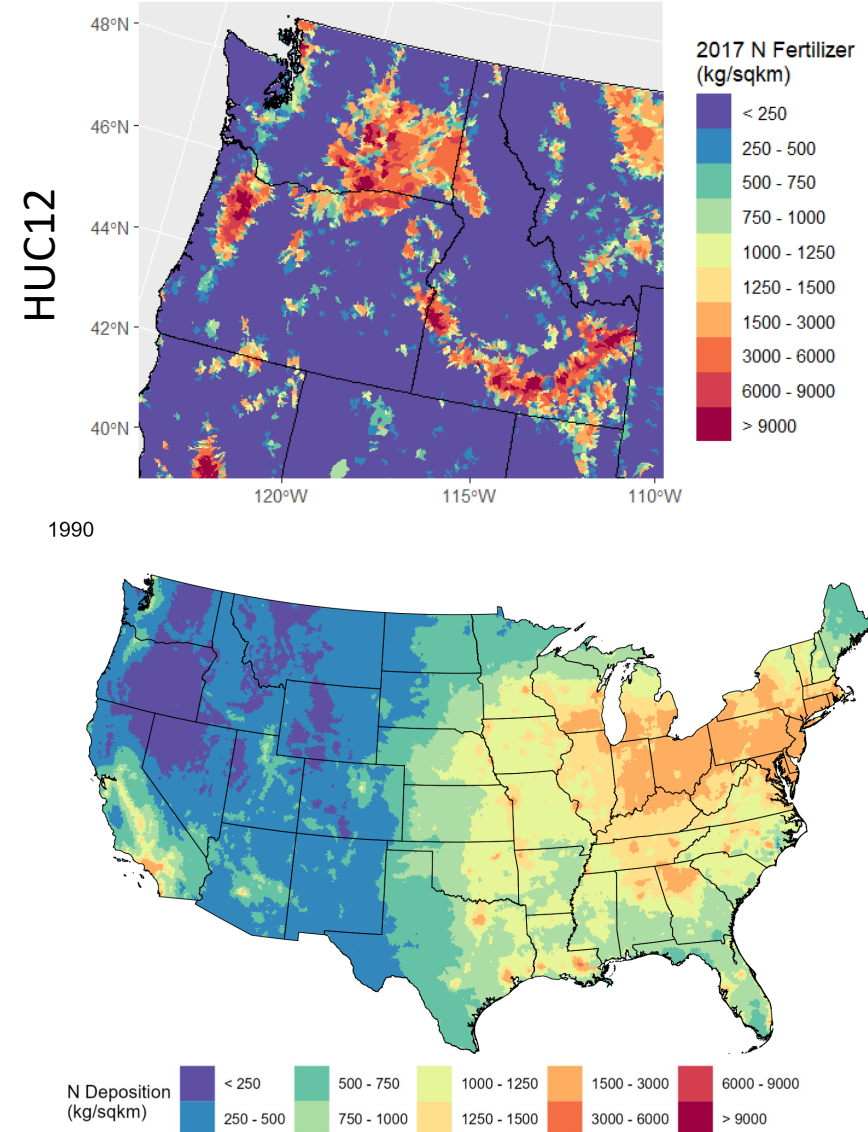 HUC12
48°N
46°N
44°N
42°N
40°N
120°W 115°W 110°W
2017 N Fertilizer
(kg/sqkm)
< 250
250 - 500
500 - 750
750 - 1000
1000 - 1250
1250 - 1500
1500 - 3000
3000 - 6000
6000 - 9000
> 9000
1990
N Deposition
(kg/sqkm)
< 250 500 - 750 1000 - 1250 1500 - 3000 6000 - 9000
250 - 500 750 - 1000 1250 - 1500 3000 - 6000 > 9000